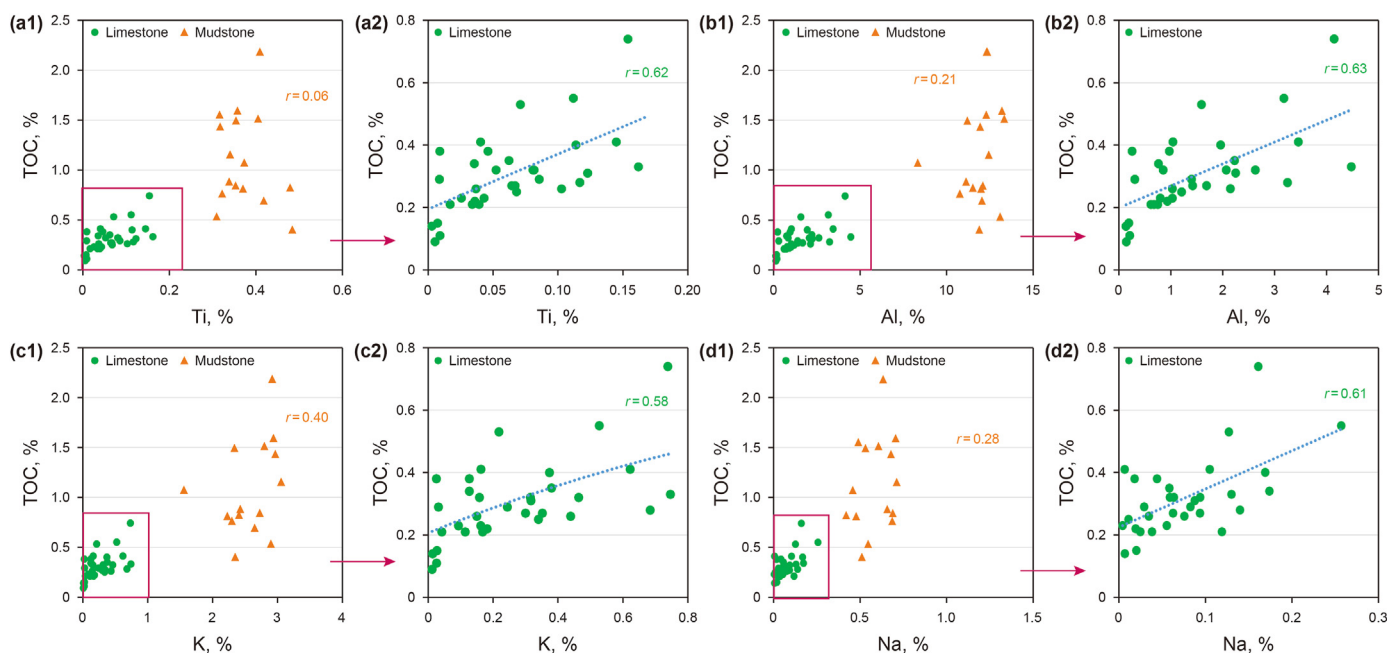 (a1)
Limestone Mudstone
r=0.06
TOC, %
2.5
2.0
1.5
1.0
0.5
0
0 0.2 0.4 0.6
Ti, %
(a2)
Limestone
r=0.62
TOC, %
0.8
0.6
0.4
0.2
0
0 0.05 0.10 0.15 0.20
Ti, %
(b1)
Limestone Mudstone
r=0.21
TOC, %
2.5
2.0
1.5
1.0
0.5
0
0 5 10 15
Al, %
(b2)
Limestone
r=0.63
TOC, %
0.8
0.6
0.4
0.2
0
0 1 2 3 4 5
Al, %
(c1)
Limestone Mudstone
r=0.40
TOC, %
2.5
2.0
1.5
1.0
0.5
0
0 1 2 3 4
K, %
(c2)
Limestone
r=0.58
TOC, %
0.8
0.6
0.4
0.2
0
0 0.2 0.4 0.6 0.8
K, %
(d1)
Limestone Mudstone
r=0.28
TOC, %
2.5
2.0
1.5
1.0
0.5
0
0 0.5 1.0 1.5
Na, %
(d2)
Limestone
r=0.61
TOC, %
0.8
0.6
0.4
0.2
0
0 0.1 0.2 0.3
Na, %